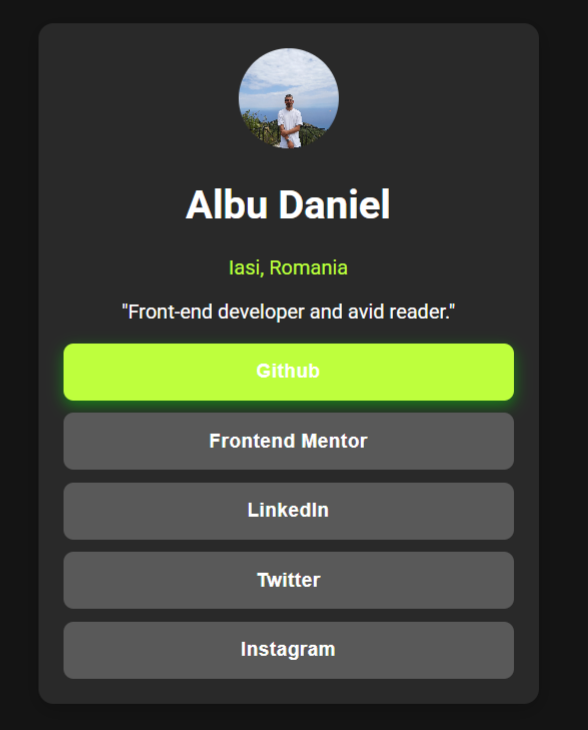 Albu Daniel
Iasi, Romania
"Front-end developer and avid reader."
Github
Frontend Mentor
LinkedIn
Twitter
Instagram